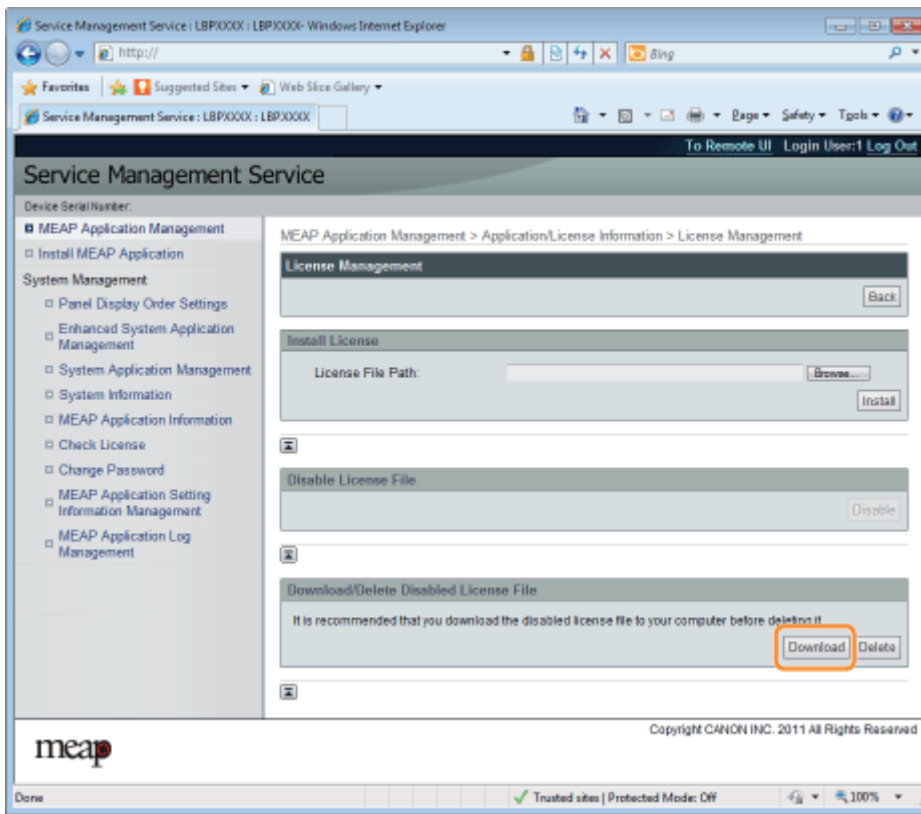 Service Management Service : LBPXXXX : LBPXXXX- Windows Internet Explorer
http://
Bing
Favorites Suggested Sites Web Slice Gallery
Service Management Service : LBPXXXX : LBPXXXX
Page Safety Tools
To Remote UI Login User:1 Log Out
Service Management Service
Device Serial Number:
MEAP Application Management
Install MEAP Application
System Management
Panel Display Order Settings
Enhanced System Application
Management
System Application Management
System Information
MEAP Application Information
Check License
Change Password
MEAP Application Setting
Information Management
MEAP Application Log
Management
MEAP Application Management > Application/License Information > License Management
License Management
Back
Install License
License File Path:
Browse...
Install
Disable License File
Disable
Download/Delete Disabled License File
It is recommended that you download the disabled license file to your computer before deleting it.
Download Delete
Copyright CANON INC. 2011 All Rights Reserved
meap
Done
Trusted sites | Protected Mode: Off
100%